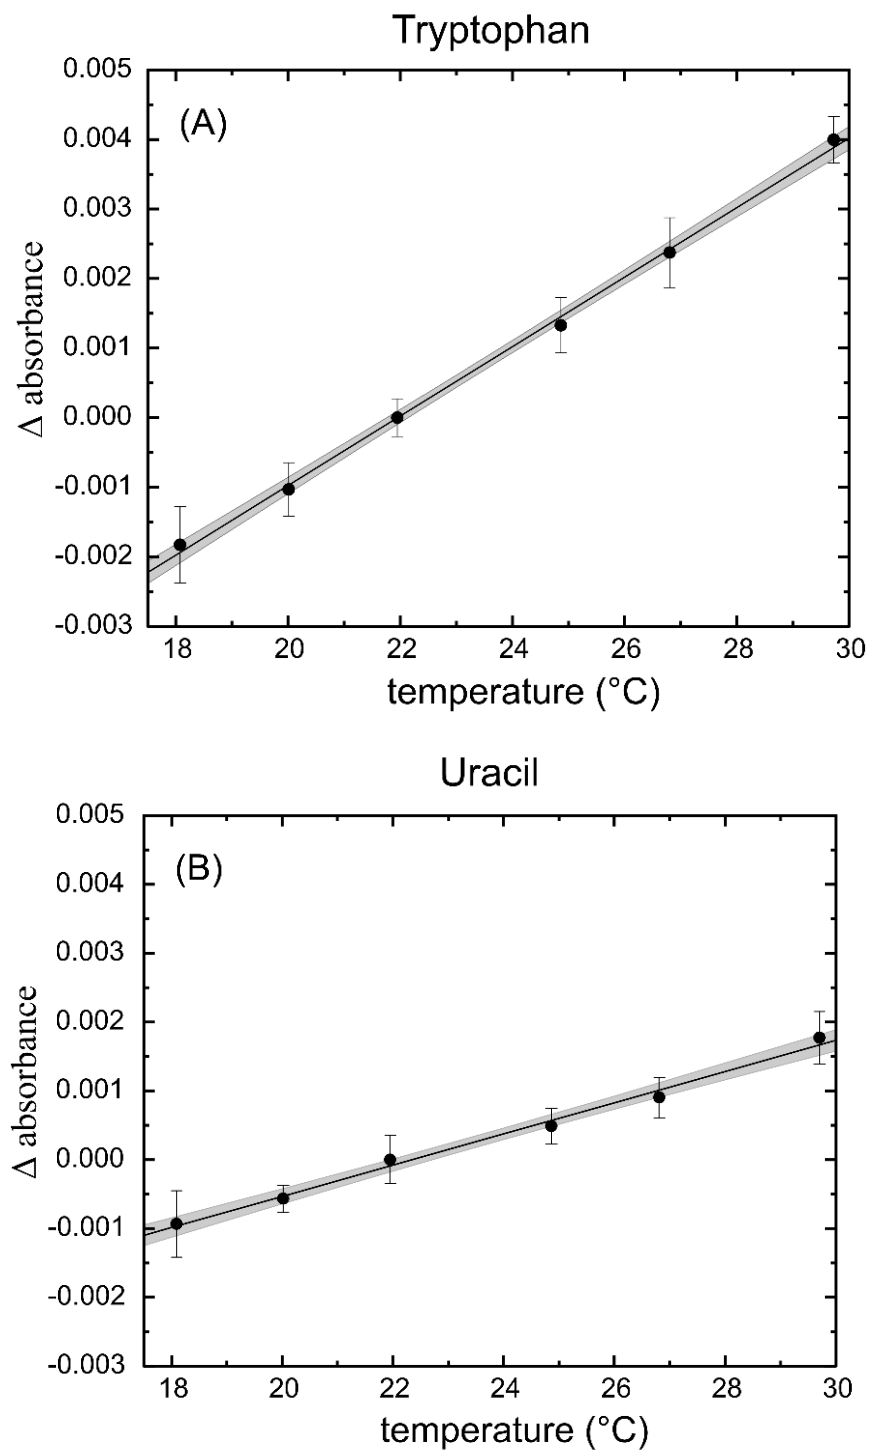 Tryptophan
(A)
0.005
0.004
0.003
0.002
0.001
0.000
-0.001
-0.002
-0.003
Δ absorbance
18 20 22 24 26 28 30
temperature (°C)
Uracil
(B)
0.005
0.004
0.003
0.002
0.001
0.000
-0.001
-0.002
-0.003
Δ absorbance
18 20 22 24 26 28 30
temperature (°C)